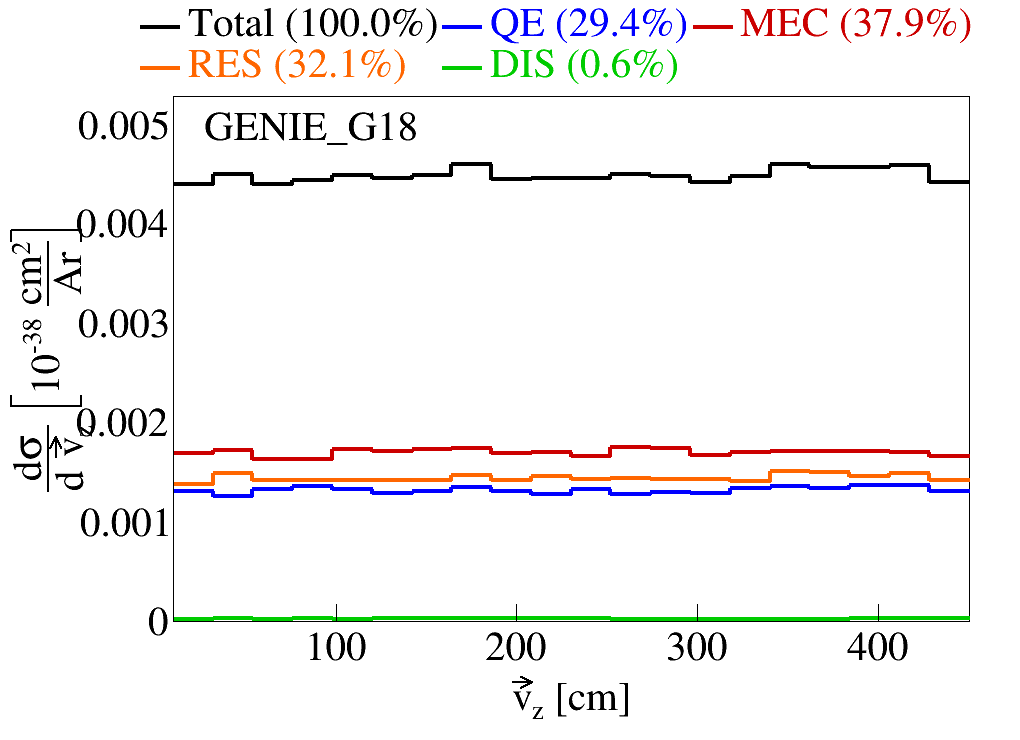 Total (100.0%) QE (29.4%) MEC (37.9%)
RES (32.1%) DIS (0.6%)
GENIE_G18
0.005
0.004
0.003
0.002
0.001
0
100 200 300 400
v⃗z [cm]
dσ/d v⃗z [10⁻³⁸ cm²/Ar]